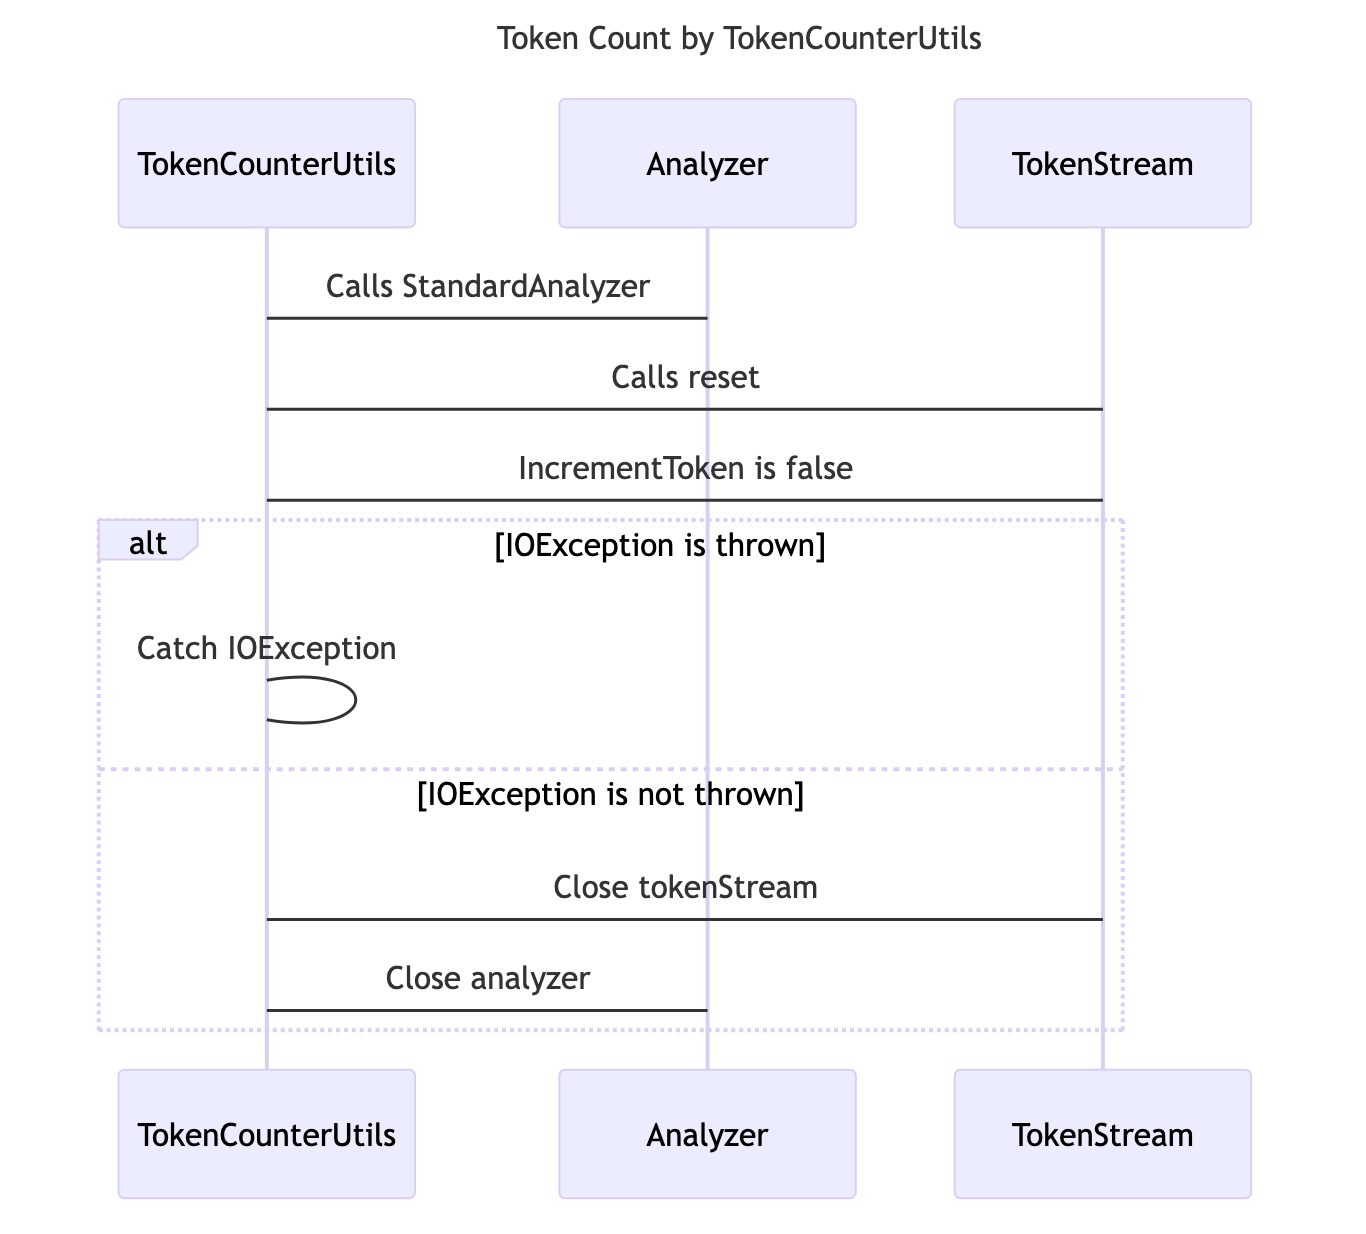 Token Count by TokenCounterUtils
TokenCounterUtils
Analyzer
TokenStream
Calls StandardAnalyzer
Calls reset
IncrementToken is false
alt
[IOException is thrown]
Catch IOException
[IOException is not thrown]
Close tokenStream
Close analyzer
TokenCounterUtils
Analyzer
TokenStream